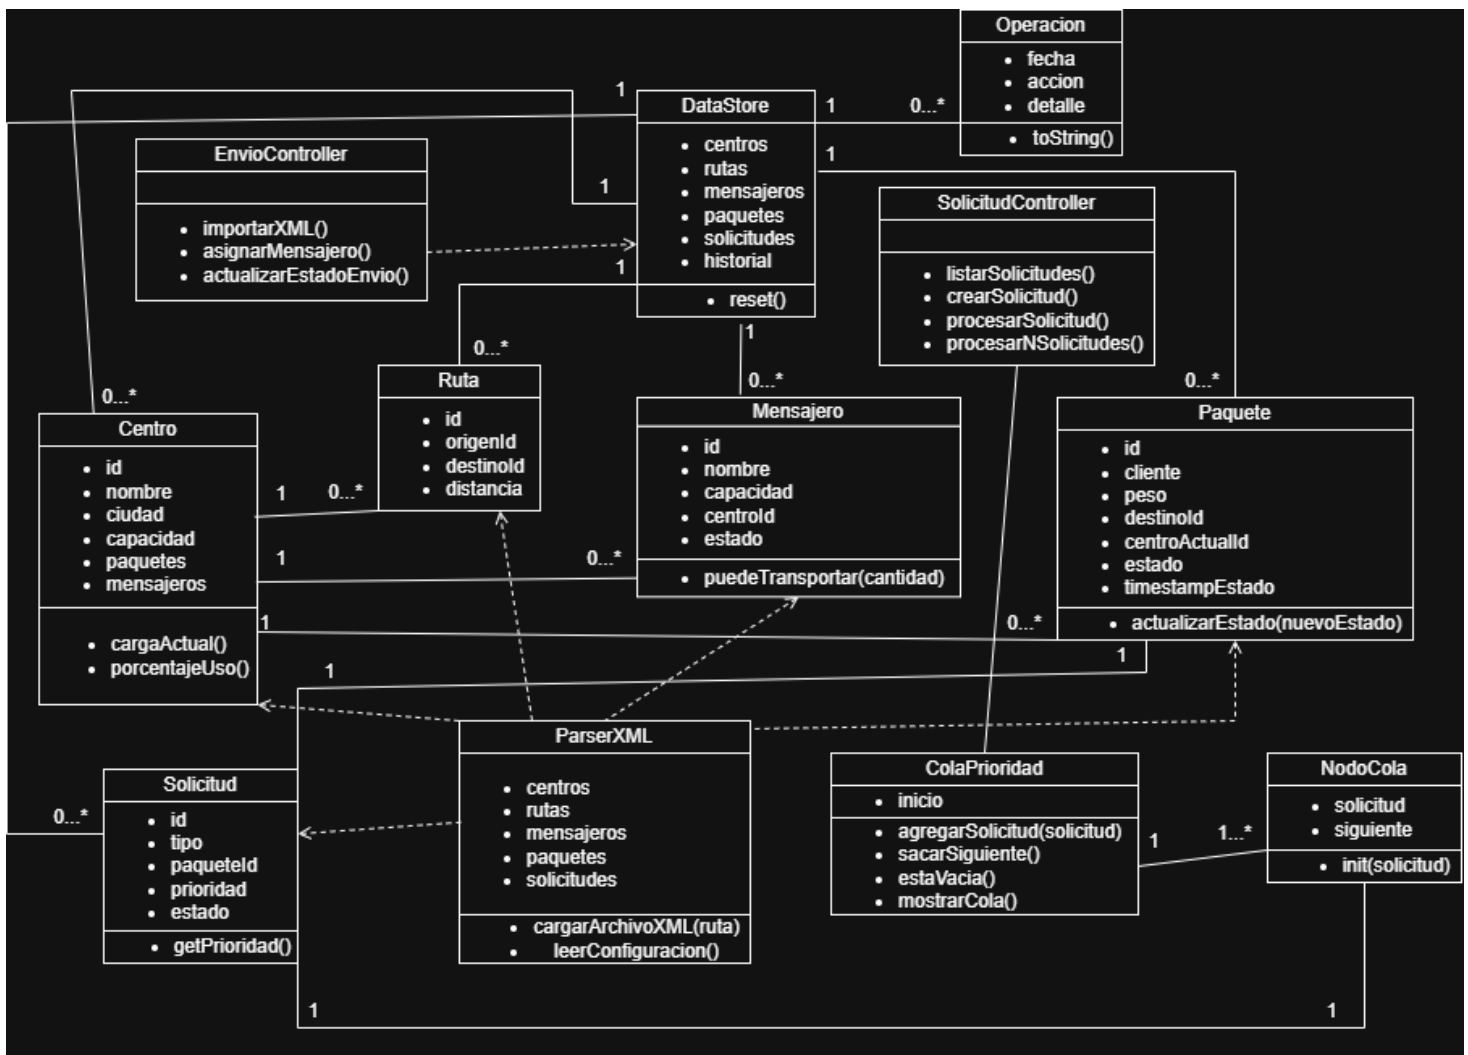 Operacion
fecha
accion
detalle
toString()
1
1
0...*
DataStore
centros
rutas
mensajeros
paquetes
solicitudes
historial
reset()
1
1
1
1
EnvioController
importarXML()
asignarMensajero()
actualizarEstadoEnvio()
SolicitudController
listarSolicitudes()
crearSolicitud()
procesarSolicitud()
procesarNSolicitudes()
0...*
0...*
0...*
0...*
Ruta
id
origenId
destinoId
distancia
Centro
id
nombre
ciudad
capacidad
paquetes
mensajeros
cargaActual()
porcentajeUso()
1
0...*
1
0...*
1
0...*
Mensajero
id
nombre
capacidad
centroId
estado
puedeTransportar(cantidad)
Paquete
id
cliente
peso
destinoId
centroActualId
estado
timestampEstado
actualizarEstado(nuevoEstado)
1
1
ParserXML
centros
rutas
mensajeros
paquetes
solicitudes
cargarArchivoXML(ruta)
leerConfiguracion()
0...*
Solicitud
id
tipo
paqueteId
prioridad
estado
getPrioridad()
ColaPrioridad
inicio
agregarSolicitud(solicitud)
sacarSiguiente()
estaVacia()
mostrarCola()
1
1...*
NodoCola
solicitud
siguiente
init(solicitud)
1
1